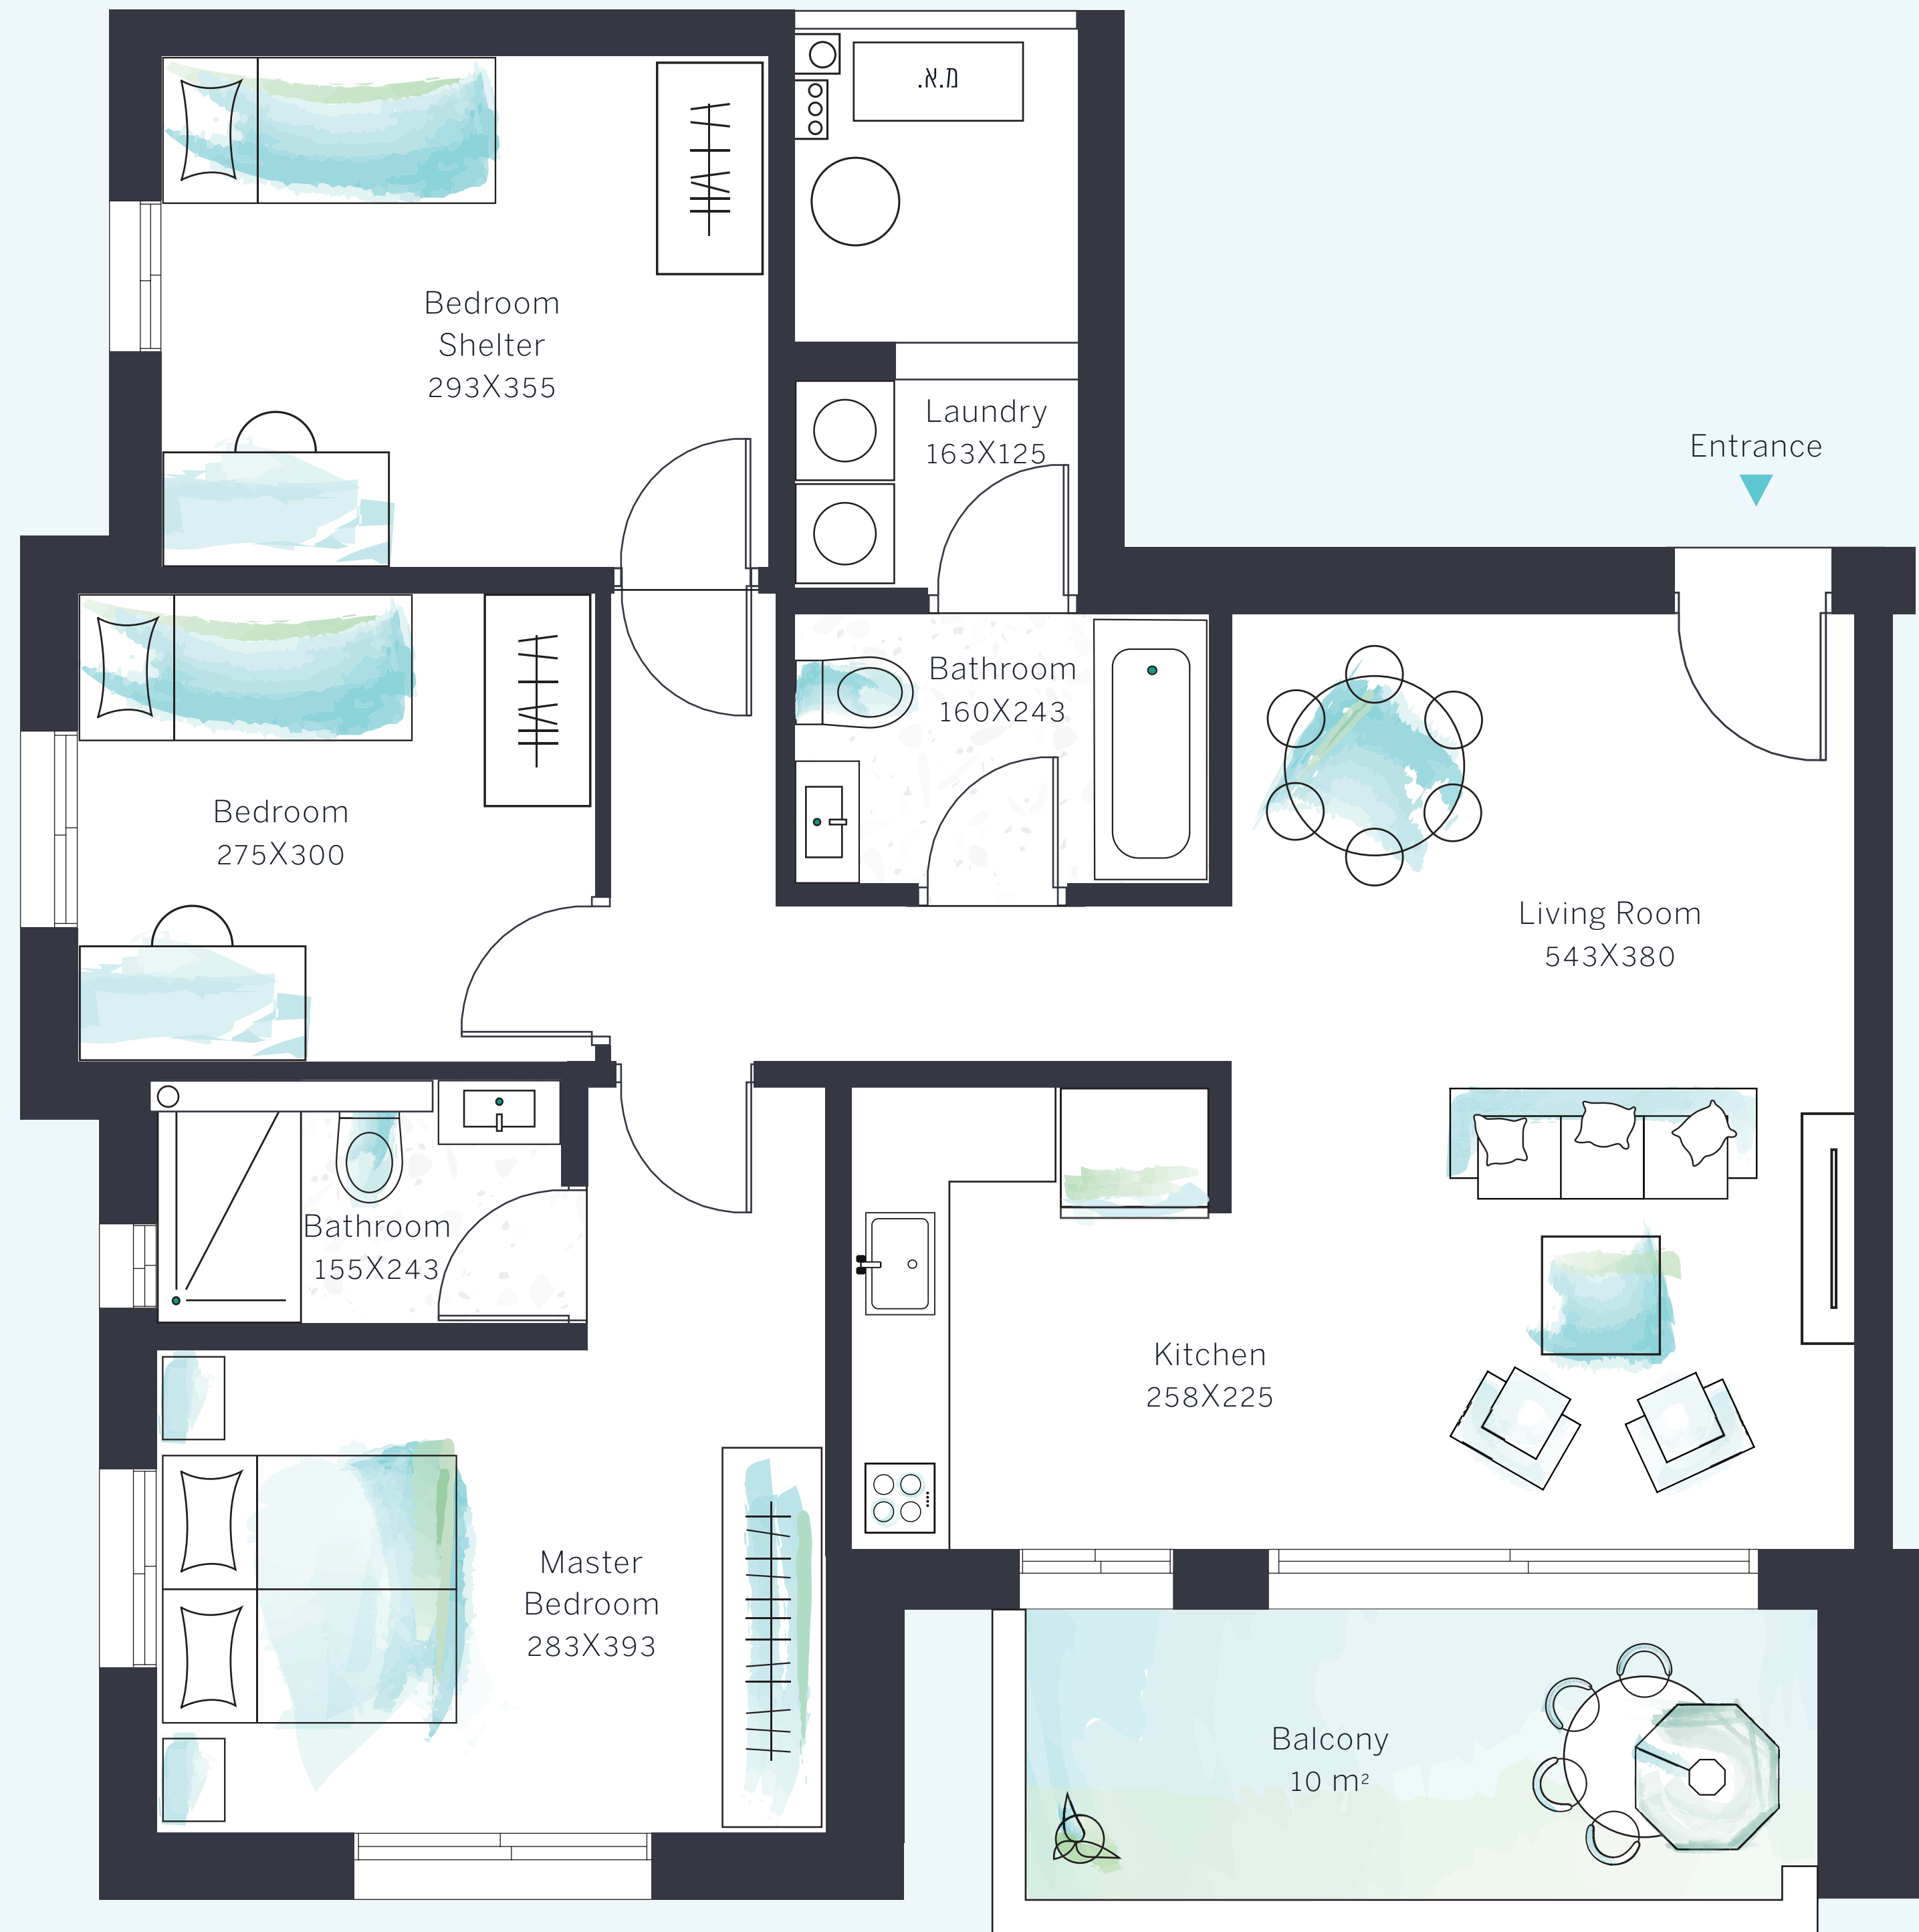 מ.א.
Bedroom
Shelter
293X355
Laundry
163X125
Entrance
Bathroom
160X243
Bedroom
275X300
Living Room
543X380
Bathroom
155X243
Kitchen
258X225
Master
Bedroom
283X393
Balcony
10 m²